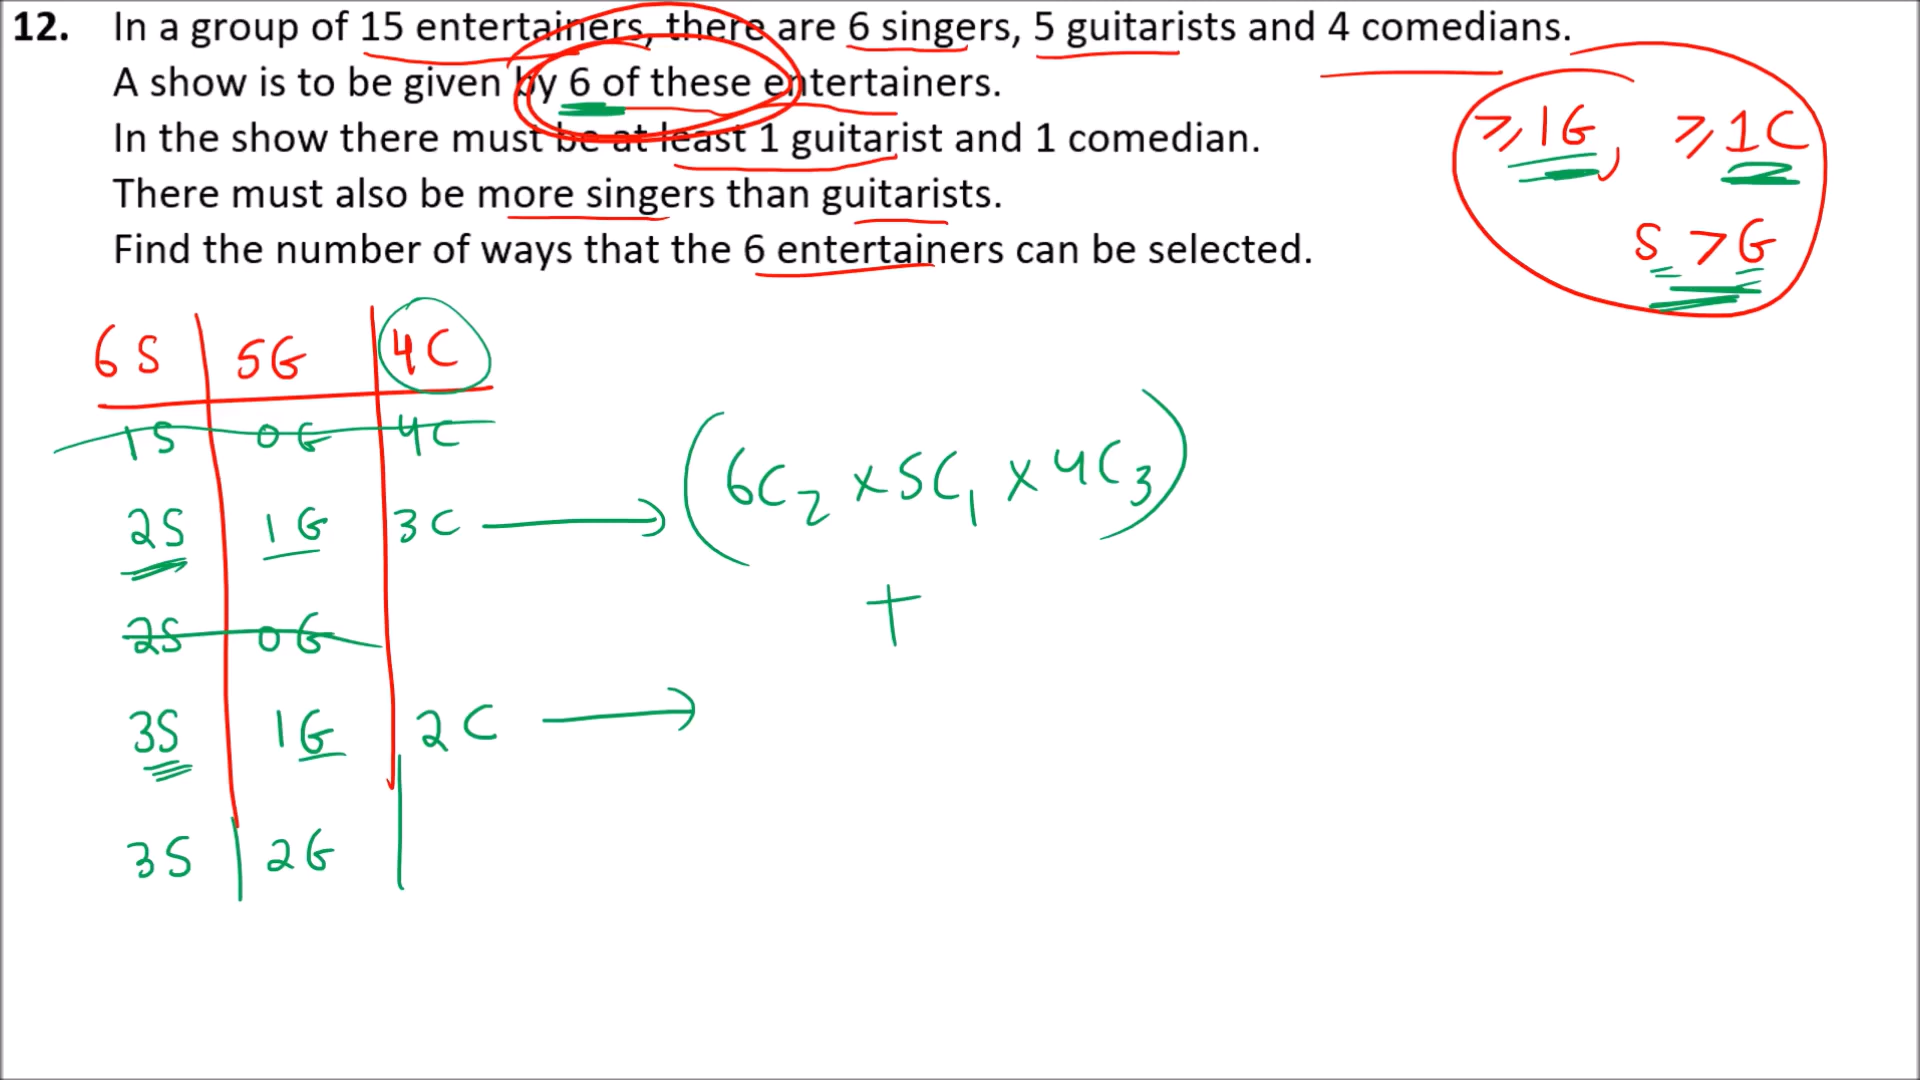 12. In a group of 15 entertainers, there are 6 singers, 5 guitarists and 4 comedians.
A show is to be given by 6 of these entertainers.
In the show there must be at least 1 guitarist and 1 comedian.
There must also be more singers than guitarists.
Find the number of ways that the 6 entertainers can be selected.
⩾1G, ⩾1C
S > G
6S 5G 4C
1S 0G 4C
2S 1G 3C → (6C₂ × 5C₁ × 4C₃)
+
2S 0G
3S 1G 2C →
3S 2G